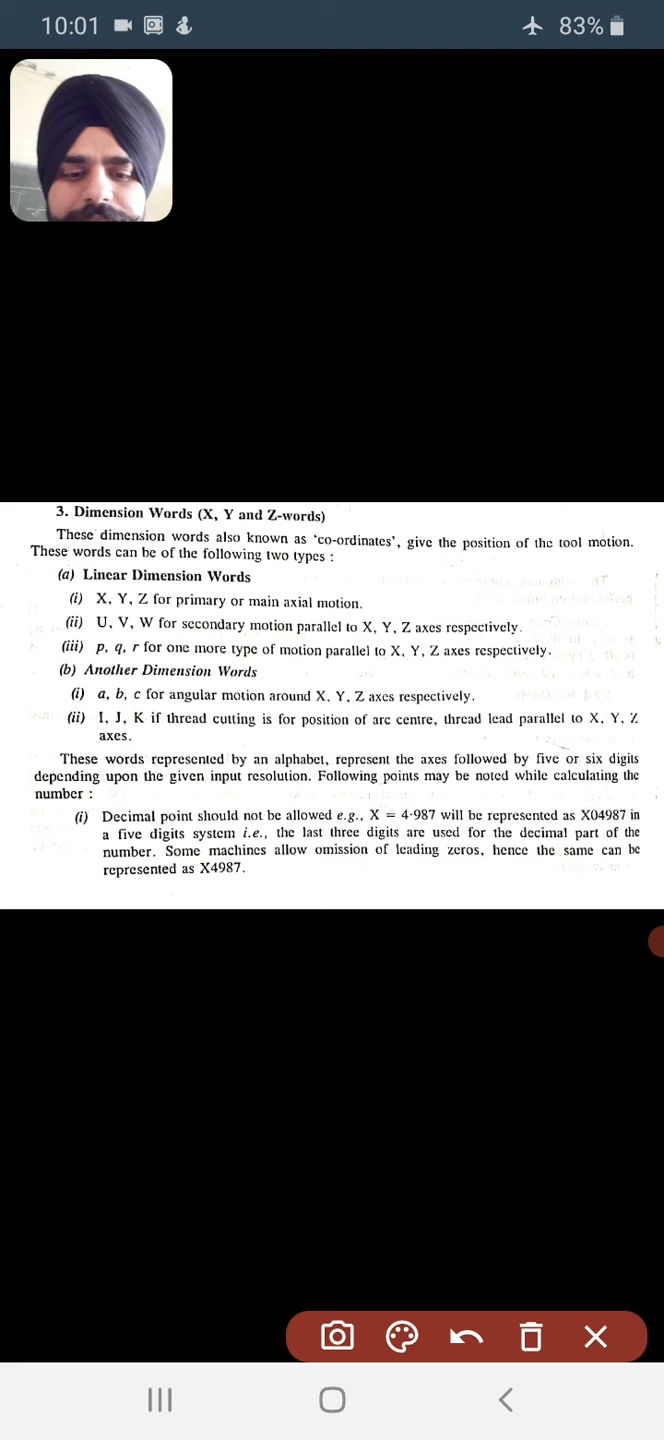 10:01
83%
3. Dimension Words (X, Y and Z-words)
These dimension words also known as ‘co-ordinates’, give the position of the tool motion.
These words can be of the following two types :
(a) Linear Dimension Words
(i) X, Y, Z for primary or main axial motion.
(ii) U, V, W for secondary motion parallel to X, Y, Z axes respectively.
(iii) p, q, r for one more type of motion parallel to X, Y, Z axes respectively.
(b) Another Dimension Words
(i) a, b, c for angular motion around X, Y, Z axes respectively.
(ii) I, J, K if thread cutting is for position of arc centre, thread lead parallel to X, Y, Z
axes.
These words represented by an alphabet, represent the axes followed by five or six digits
depending upon the given input resolution. Following points may be noted while calculating the
number :
(i) Decimal point should not be allowed e.g., X = 4·987 will be represented as X04987 in
a five digits system i.e., the last three digits are used for the decimal part of the
number. Some machines allow omission of leading zeros, hence the same can be
represented as X4987.